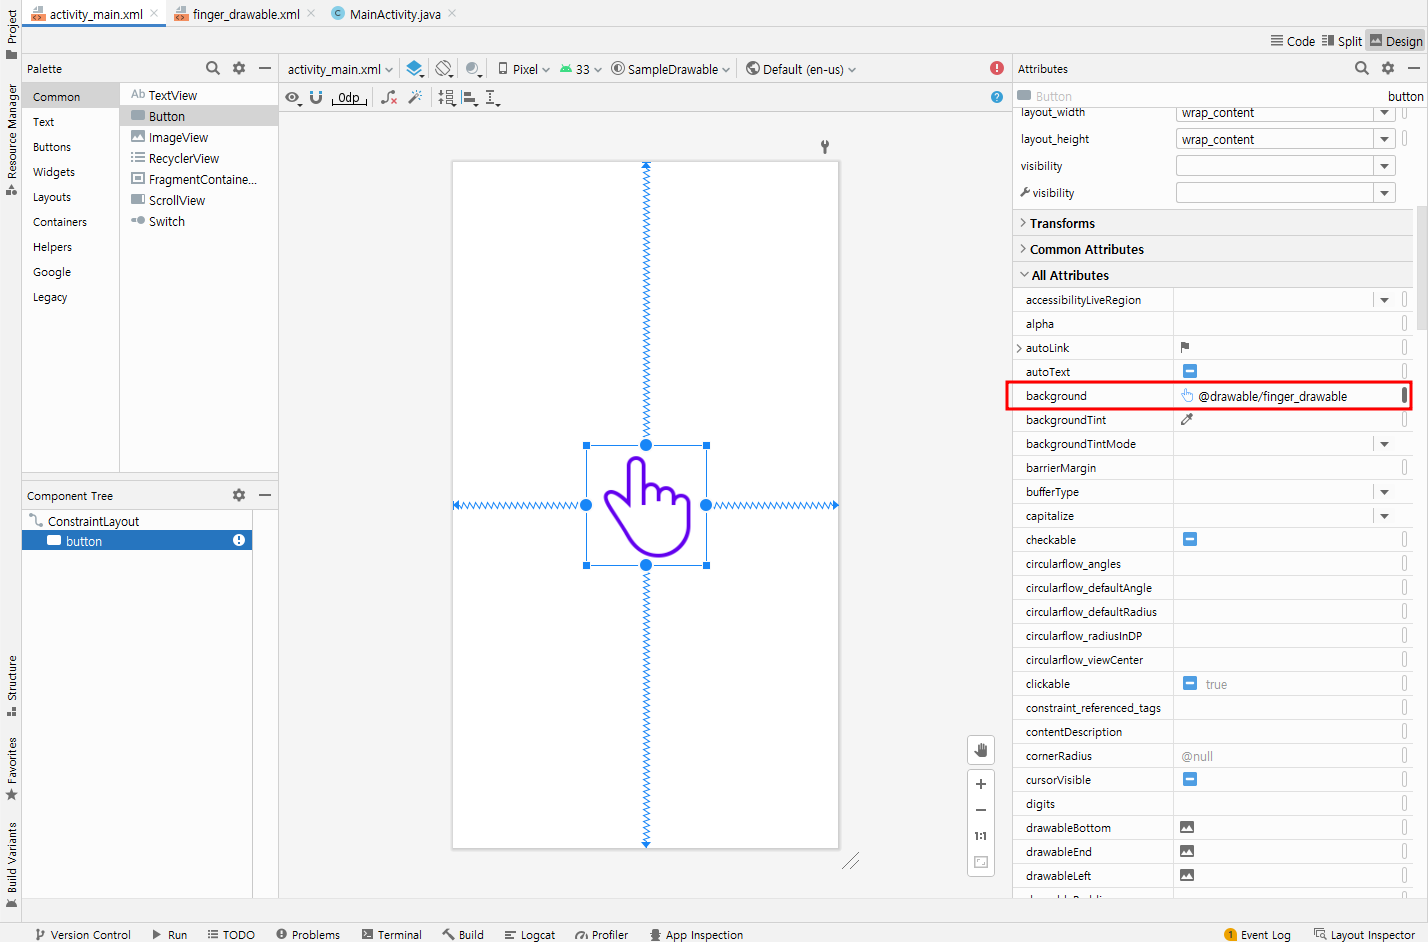 activity_main.xml
finger_drawable.xml
MainActivity.java
Code
Split
Design
Project
Resource Manager
Structure
Favorites
Build Variants
Palette
Common
Text
Buttons
Widgets
Layouts
Containers
Helpers
Google
Legacy
Ab TextView
Button
ImageView
RecyclerView
FragmentContaine...
ScrollView
Switch
Component Tree
ConstraintLayout
button
activity_main.xml
Pixel
33
SampleDrawable
Default (en-us)
0dp
1:1
Attributes
Button
button
layout_width wrap_content
layout_height wrap_content
visibility
visibility
Transforms
Common Attributes
All Attributes
accessibilityLiveRegion
alpha
autoLink
autoText
background @drawable/finger_drawable
backgroundTint
backgroundTintMode
barrierMargin
bufferType
capitalize
checkable
circularflow_angles
circularflow_defaultAngle
circularflow_defaultRadius
circularflow_radiusInDP
circularflow_viewCenter
clickable true
constraint_referenced_tags
contentDescription
cornerRadius @null
cursorVisible
digits
drawableBottom
drawableEnd
drawableLeft
Version Control
Run
TODO
Problems
Terminal
Build
Logcat
Profiler
App Inspection
1 Event Log
Layout Inspector